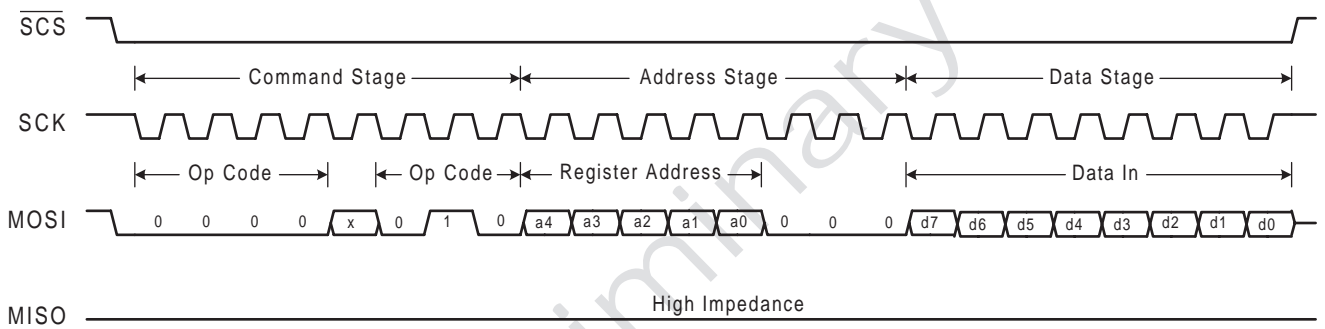 SCS
Command Stage Address Stage Data Stage
SCK
Op Code Op Code Register Address Data In
MOSI 0 0 0 0 x 0 1 0 a4 a3 a2 a1 a0 0 0 0 d7 d6 d5 d4 d3 d2 d1 d0
High Impedance
MISO